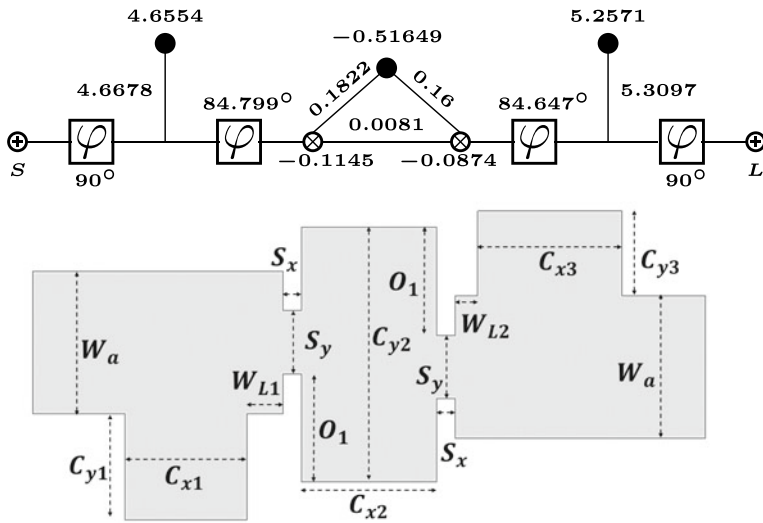 4.6554
5.2571
−0.51649
4.6678
0.1822
0.16
5.3097
84.799°
84.647°
φ
φ
0.0081
φ
φ
S
90°
−0.1145
−0.0874
90°
L
S_x
O_1
C_x3
C_y3
W_a
S_y
C_y2
W_L2
W_L1
S_y
W_a
O_1
C_y1
C_x1
S_x
C_x2